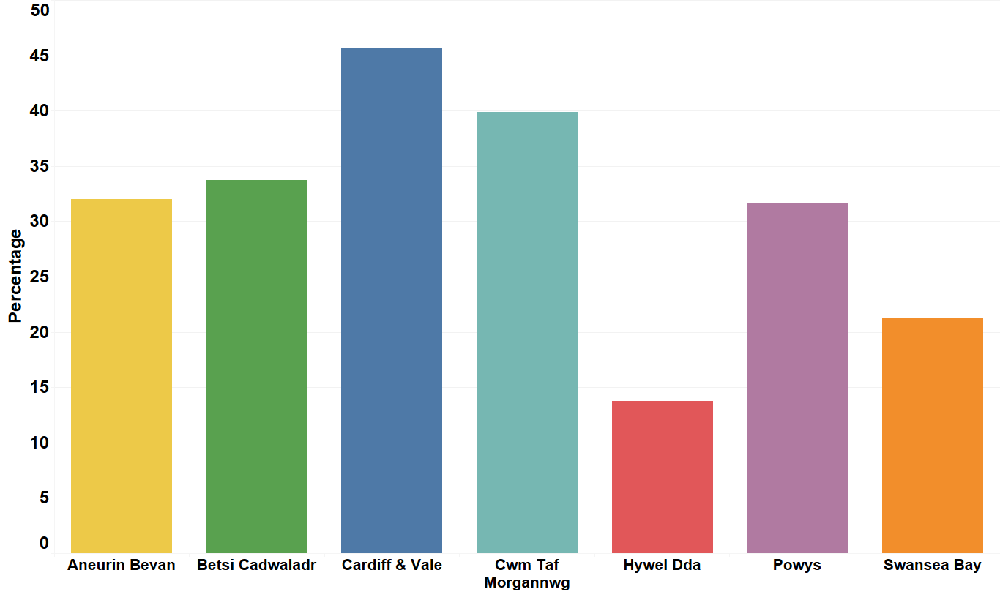 50
45
40
35
30
25
20
15
10
5
0
Percentage
Aneurin Bevan
Betsi Cadwaladr
Cardiff & Vale
Cwm Taf
Morgannwg
Hywel Dda
Powys
Swansea Bay